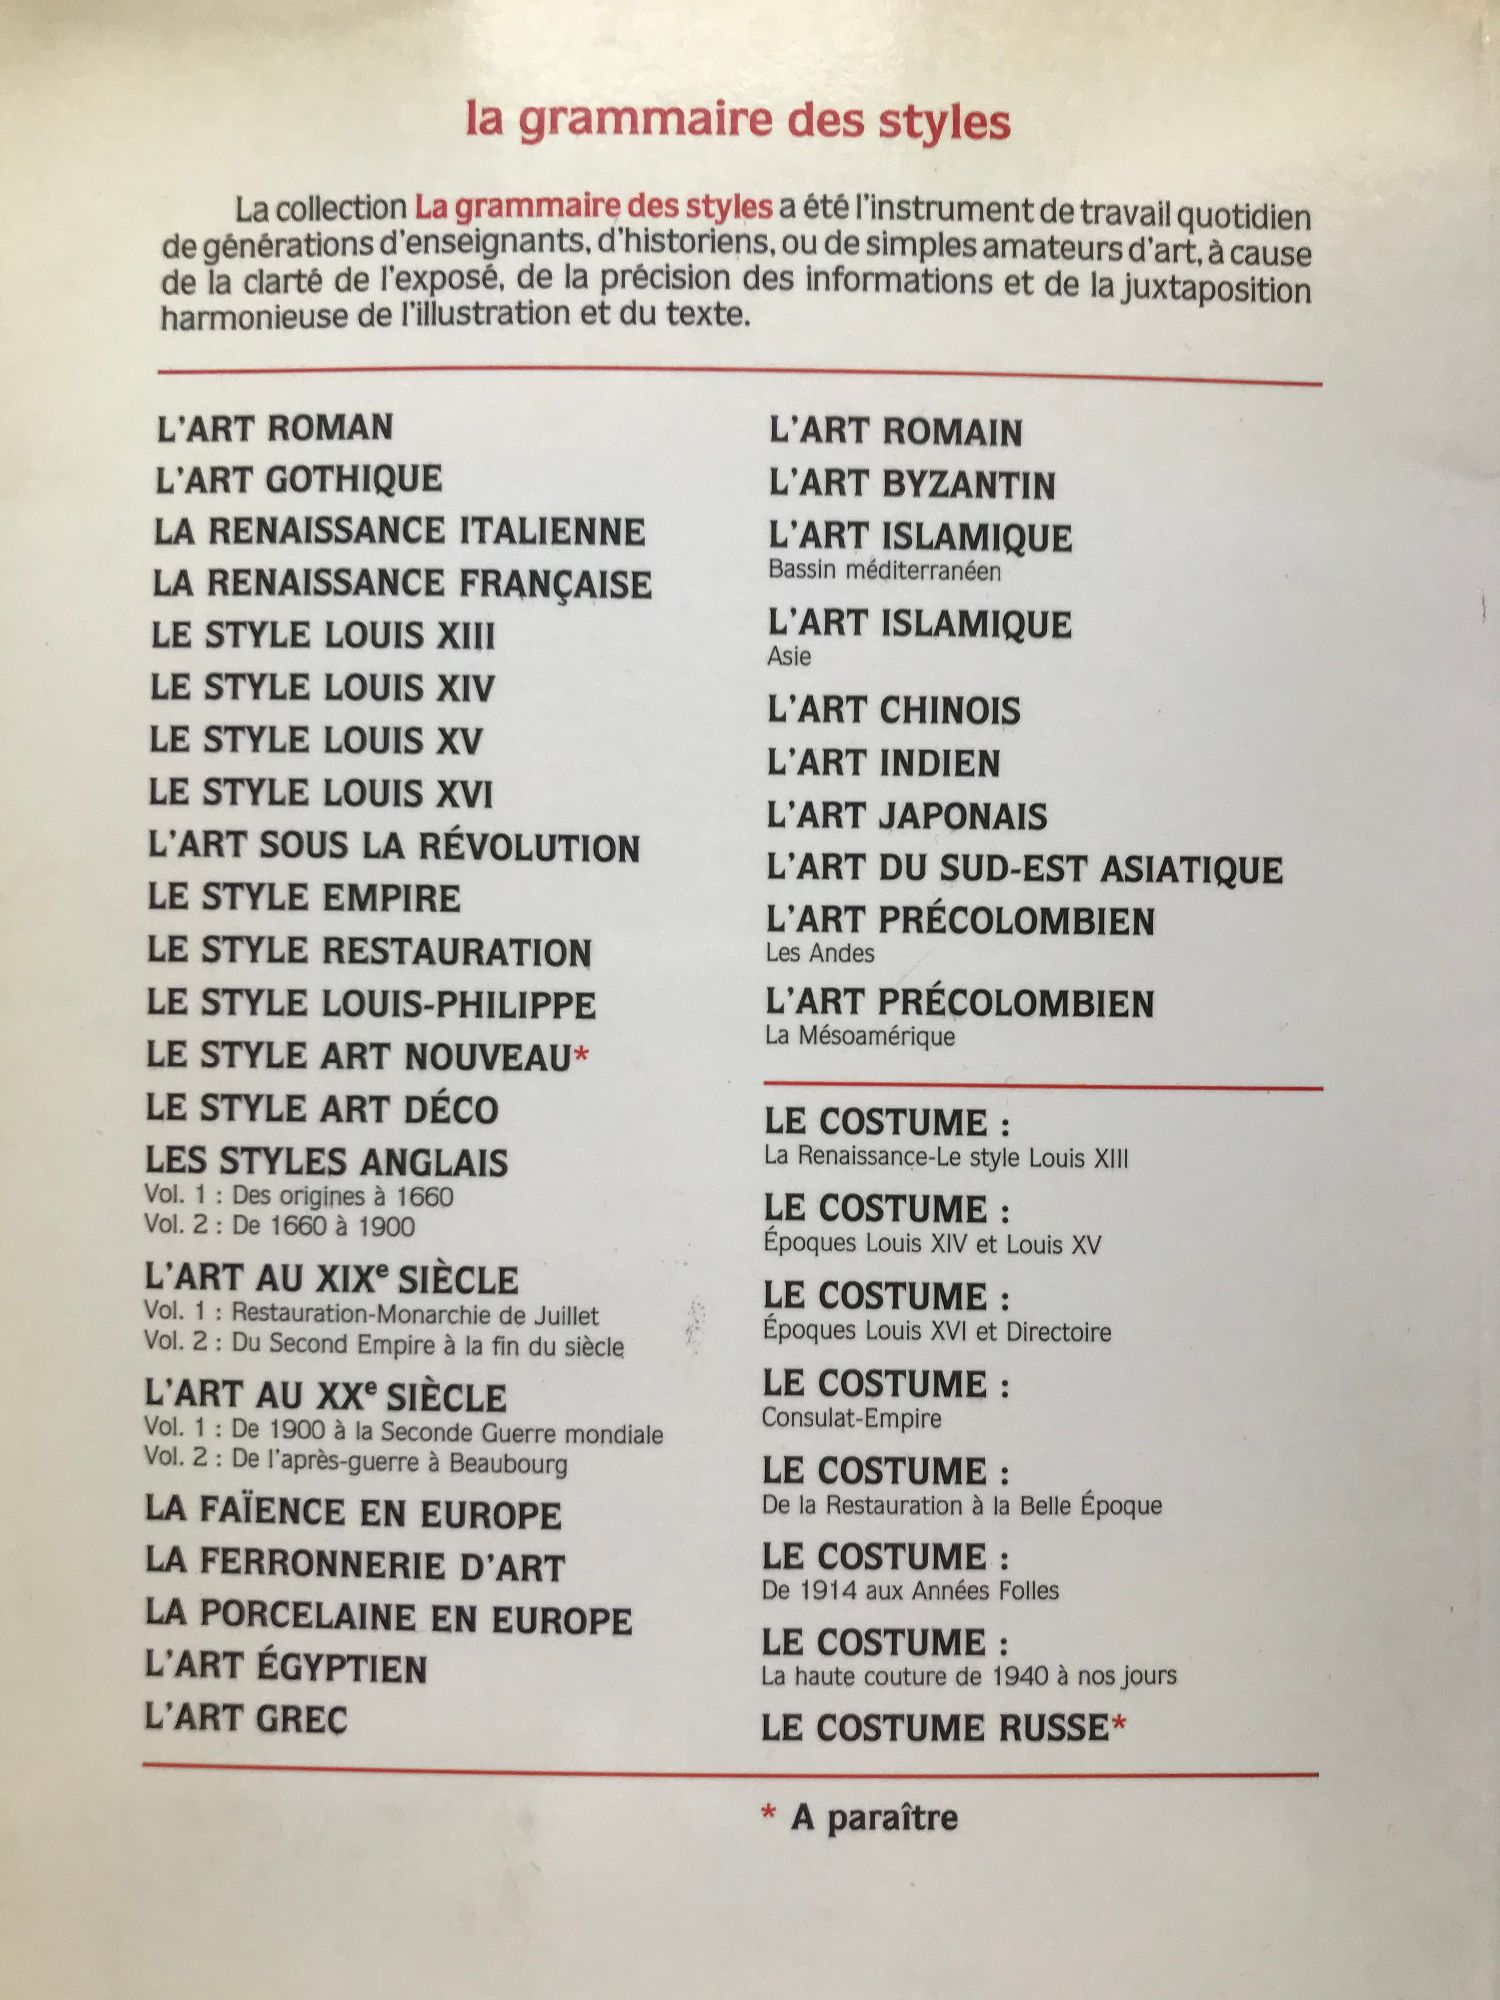 la grammaire des styles
La collection La grammaire des styles a été l'instrument de travail quotidien
de générations d'enseignants, d'historiens, ou de simples amateurs d'art, à cause
de la clarté de l'exposé, de la précision des informations et de la juxtaposition
harmonieuse de l'illustration et du texte.
L'ART ROMAN
L'ART GOTHIQUE
LA RENAISSANCE ITALIENNE
LA RENAISSANCE FRANÇAISE
LE STYLE LOUIS XIII
LE STYLE LOUIS XIV
LE STYLE LOUIS XV
LE STYLE LOUIS XVI
L'ART SOUS LA RÉVOLUTION
LE STYLE EMPIRE
LE STYLE RESTAURATION
LE STYLE LOUIS-PHILIPPE
LE STYLE ART NOUVEAU*
LE STYLE ART DÉCO
LES STYLES ANGLAIS
Vol. 1 : Des origines à 1660
Vol. 2 : De 1660 à 1900
L'ART AU XIXe SIÈCLE
Vol. 1 : Restauration-Monarchie de Juillet
Vol. 2 : Du Second Empire à la fin du siècle
L'ART AU XXe SIÈCLE
Vol. 1 : De 1900 à la Seconde Guerre mondiale
Vol. 2 : De l'après-guerre à Beaubourg
LA FAÏENCE EN EUROPE
LA FERRONNERIE D'ART
LA PORCELAINE EN EUROPE
L'ART ÉGYPTIEN
L'ART GREC
L'ART ROMAIN
L'ART BYZANTIN
L'ART ISLAMIQUE
Bassin méditerranéen
L'ART ISLAMIQUE
Asie
L'ART CHINOIS
L'ART INDIEN
L'ART JAPONAIS
L'ART DU SUD-EST ASIATIQUE
L'ART PRÉCOLOMBIEN
Les Andes
L'ART PRÉCOLOMBIEN
La Mésoamérique
LE COSTUME :
La Renaissance-Le style Louis XIII
LE COSTUME :
Époques Louis XIV et Louis XV
LE COSTUME :
Époques Louis XVI et Directoire
LE COSTUME :
Consulat-Empire
LE COSTUME :
De la Restauration à la Belle Époque
LE COSTUME :
De 1914 aux Années Folles
LE COSTUME :
La haute couture de 1940 à nos jours
LE COSTUME RUSSE*
* A paraître